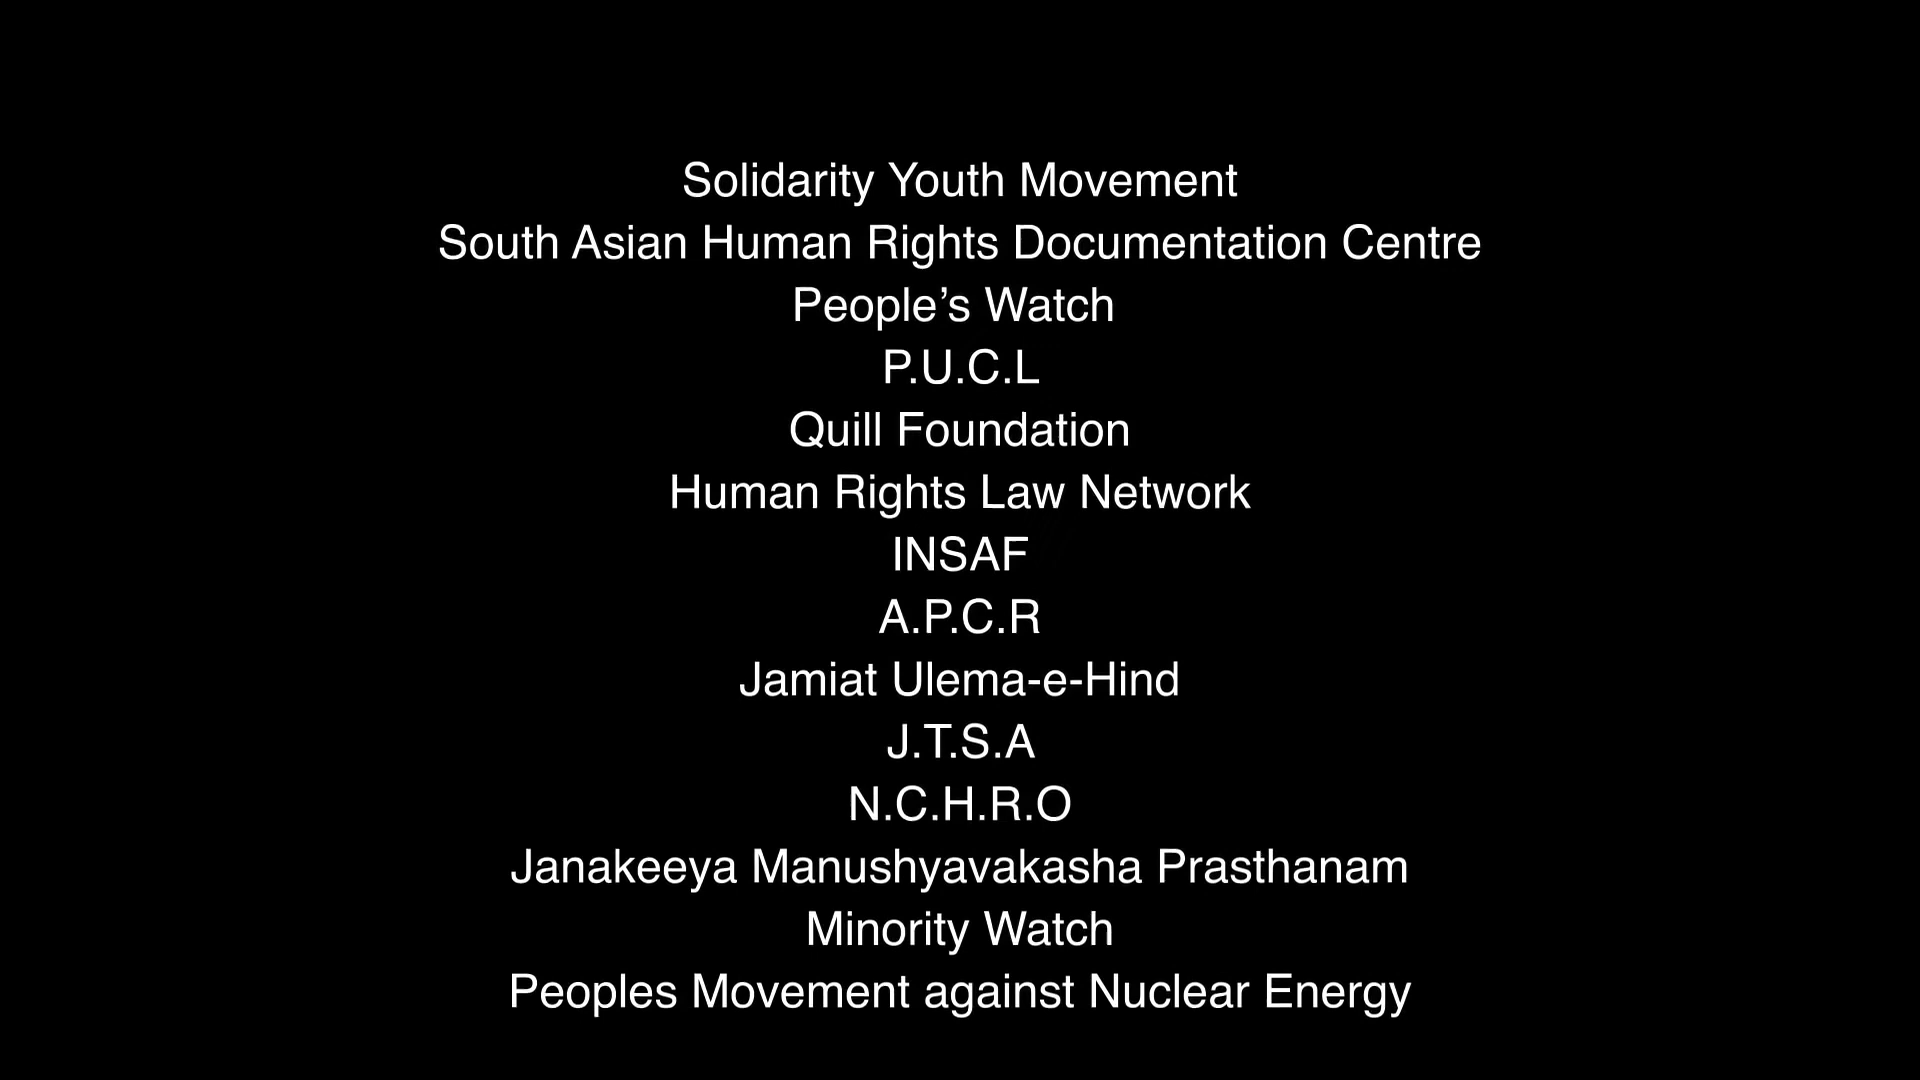 Solidarity Youth Movement
South Asian Human Rights Documentation Centre
People’s Watch
P.U.C.L
Quill Foundation
Human Rights Law Network
INSAF
A.P.C.R
Jamiat Ulema-e-Hind
J.T.S.A
N.C.H.R.O
Janakeeya Manushyavakasha Prasthanam
Minority Watch
Peoples Movement against Nuclear Energy